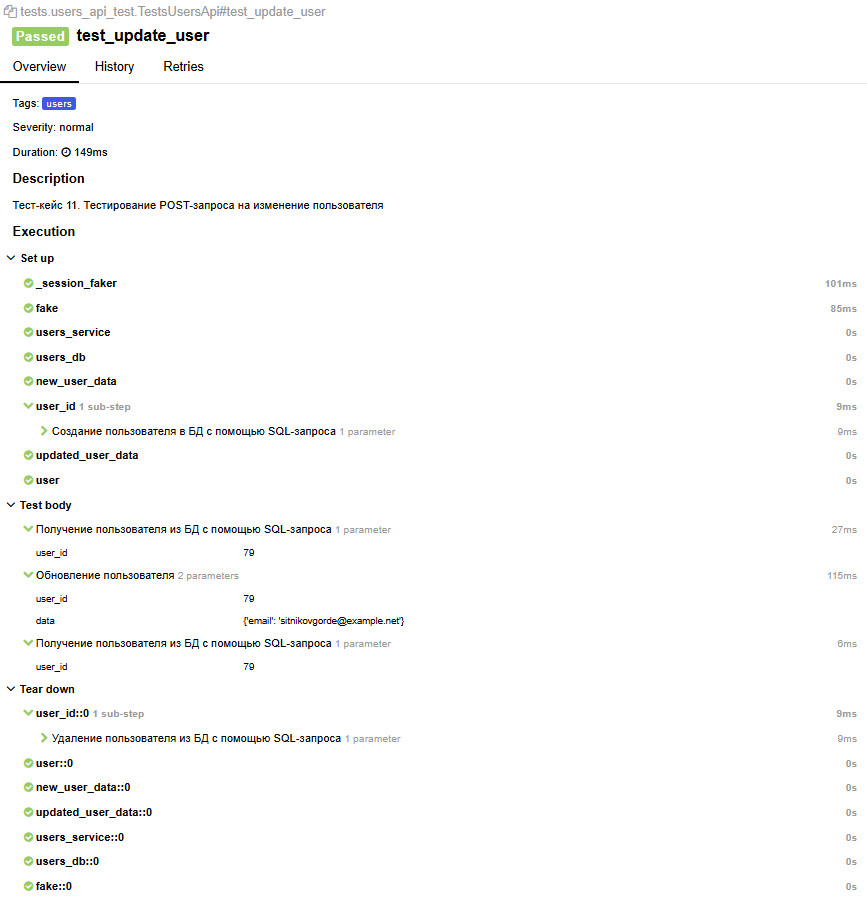 tests.users_api_test.TestsUsersApi#test_update_user
Passed test_update_user
Overview History Retries
Tags: users
Severity: normal
Duration: 149ms
Description
Тест-кейс 11. Тестирование POST-запроса на изменение пользователя
Execution
Set up
_session_faker 101ms
fake 85ms
users_service 0s
users_db 0s
new_user_data 0s
user_id 1 sub-step 9ms
Создание пользователя в БД с помощью SQL-запроса 1 parameter 9ms
updated_user_data 0s
user 0s
Test body
Получение пользователя из БД с помощью SQL-запроса 1 parameter 27ms
user_id 79
Обновление пользователя 2 parameters 115ms
user_id 79
data {'email': 'sitnikovgorde@example.net'}
Получение пользователя из БД с помощью SQL-запроса 1 parameter 6ms
user_id 79
Tear down
user_id::0 1 sub-step 9ms
Удаление пользователя из БД с помощью SQL-запроса 1 parameter 9ms
user::0 0s
new_user_data::0 0s
updated_user_data::0 0s
users_service::0 0s
users_db::0 0s
fake::0 0s